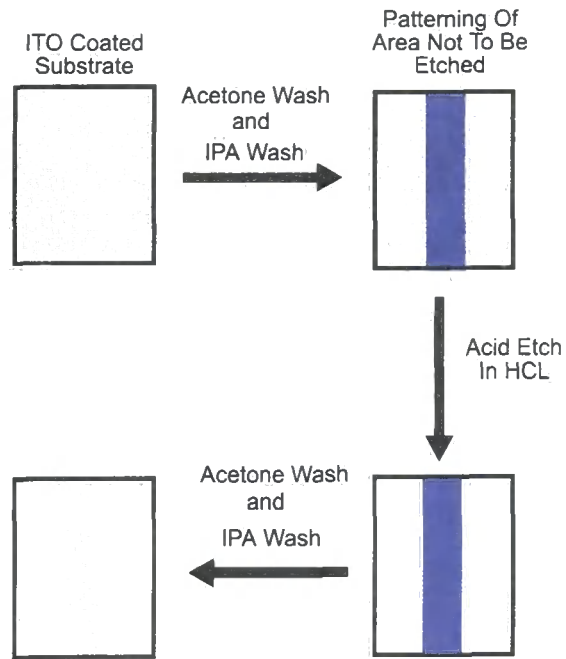 ITO Coated
Substrate
Acetone Wash
and
IPA Wash
Patterning Of
Area Not To Be
Etched
Acid Etch
In HCL
Acetone Wash
and
IPA Wash